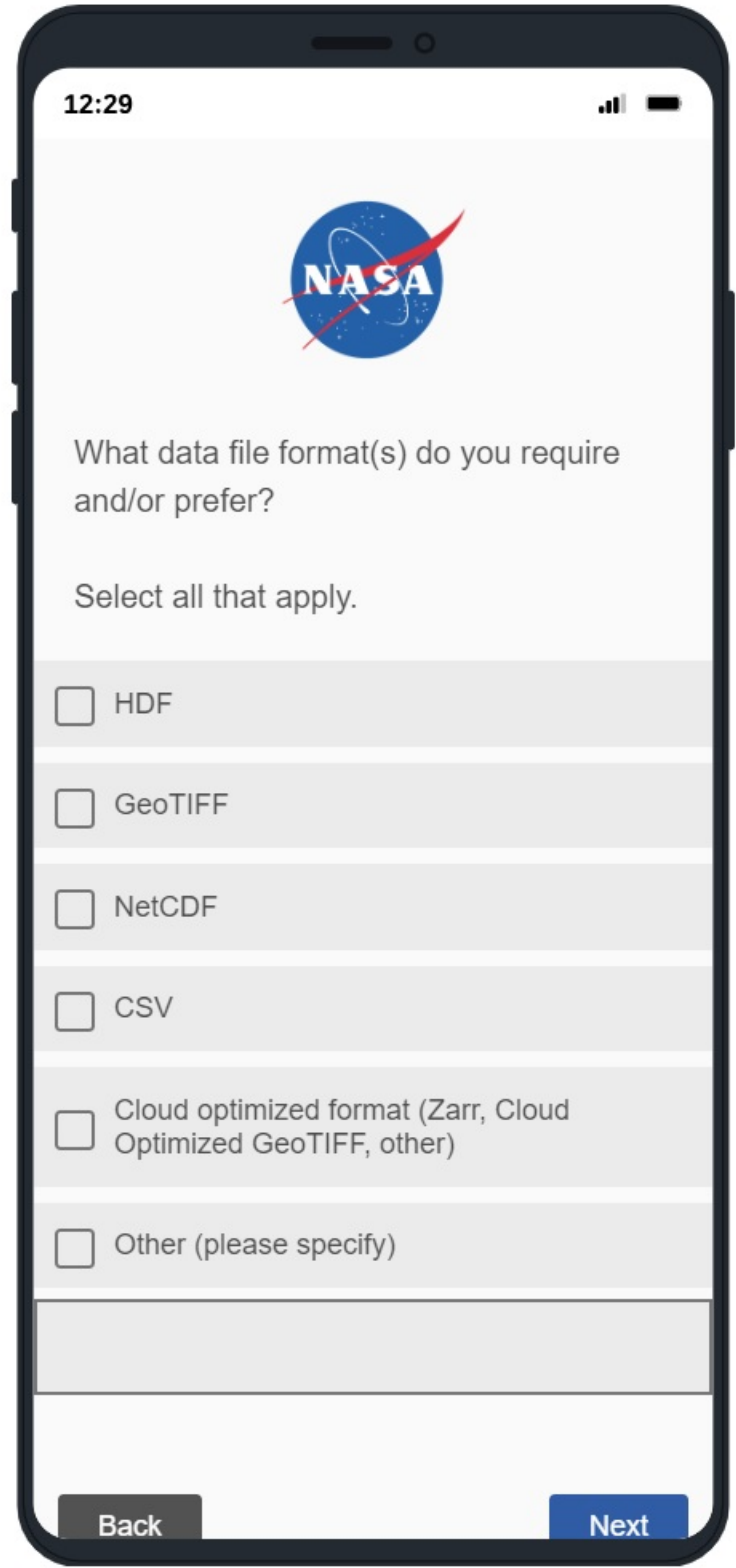 12:29
NASA
What data file format(s) do you require
and/or prefer?
Select all that apply.
HDF
GeoTIFF
NetCDF
CSV
Cloud optimized format (Zarr, Cloud
Optimized GeoTIFF, other)
Other (please specify)
Back
Next